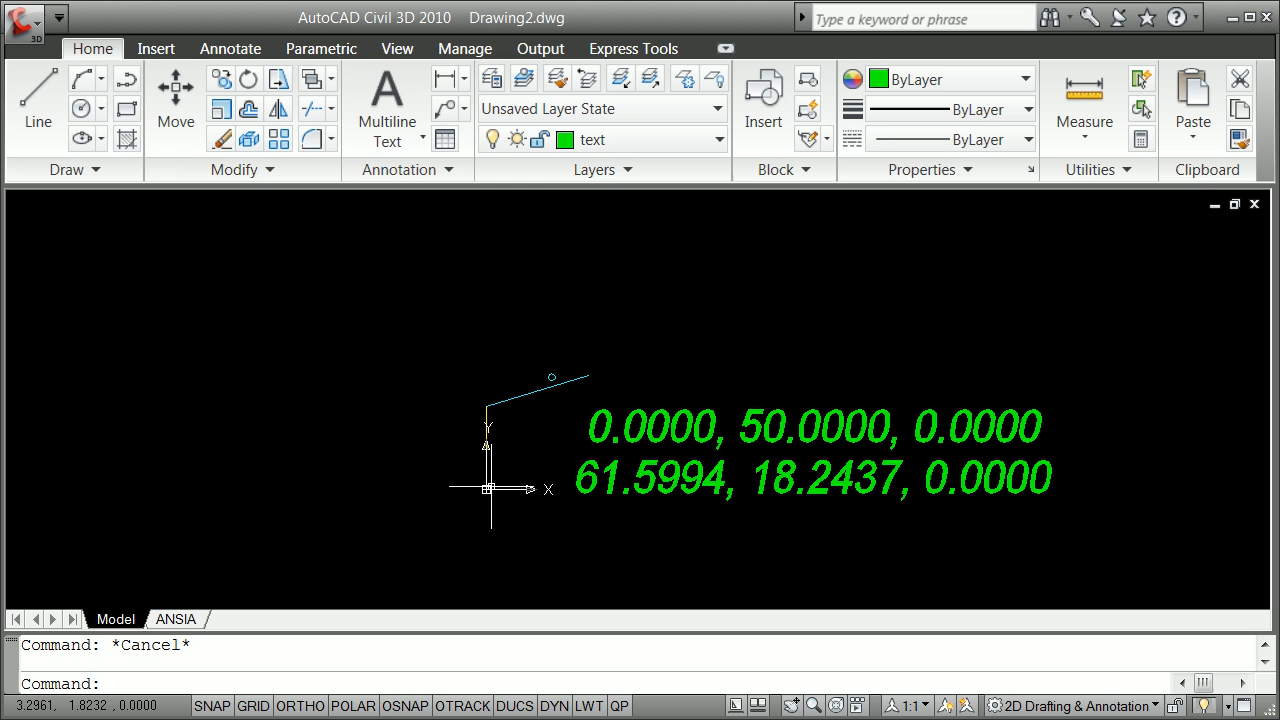 AutoCAD Civil 3D 2010 Drawing2.dwg
Type a keyword or phrase
3D
Home Insert Annotate Parametric View Manage Output Express Tools
Line
Move
A
Multiline
Text
Unsaved Layer State
text
Insert
ByLayer
ByLayer
ByLayer
Measure
Paste
Draw Modify Annotation Layers Block Properties Utilities Clipboard
0.0000, 50.0000, 0.0000
61.5994, 18.2437, 0.0000
Y
X
Model ANSIA
Command: *Cancel*
Command:
3.2961, 1.8232, 0.0000 SNAP GRID ORTHO POLAR OSNAP OTRACK DUCS DYN LWT QP 1:1 2D Drafting & Annotation